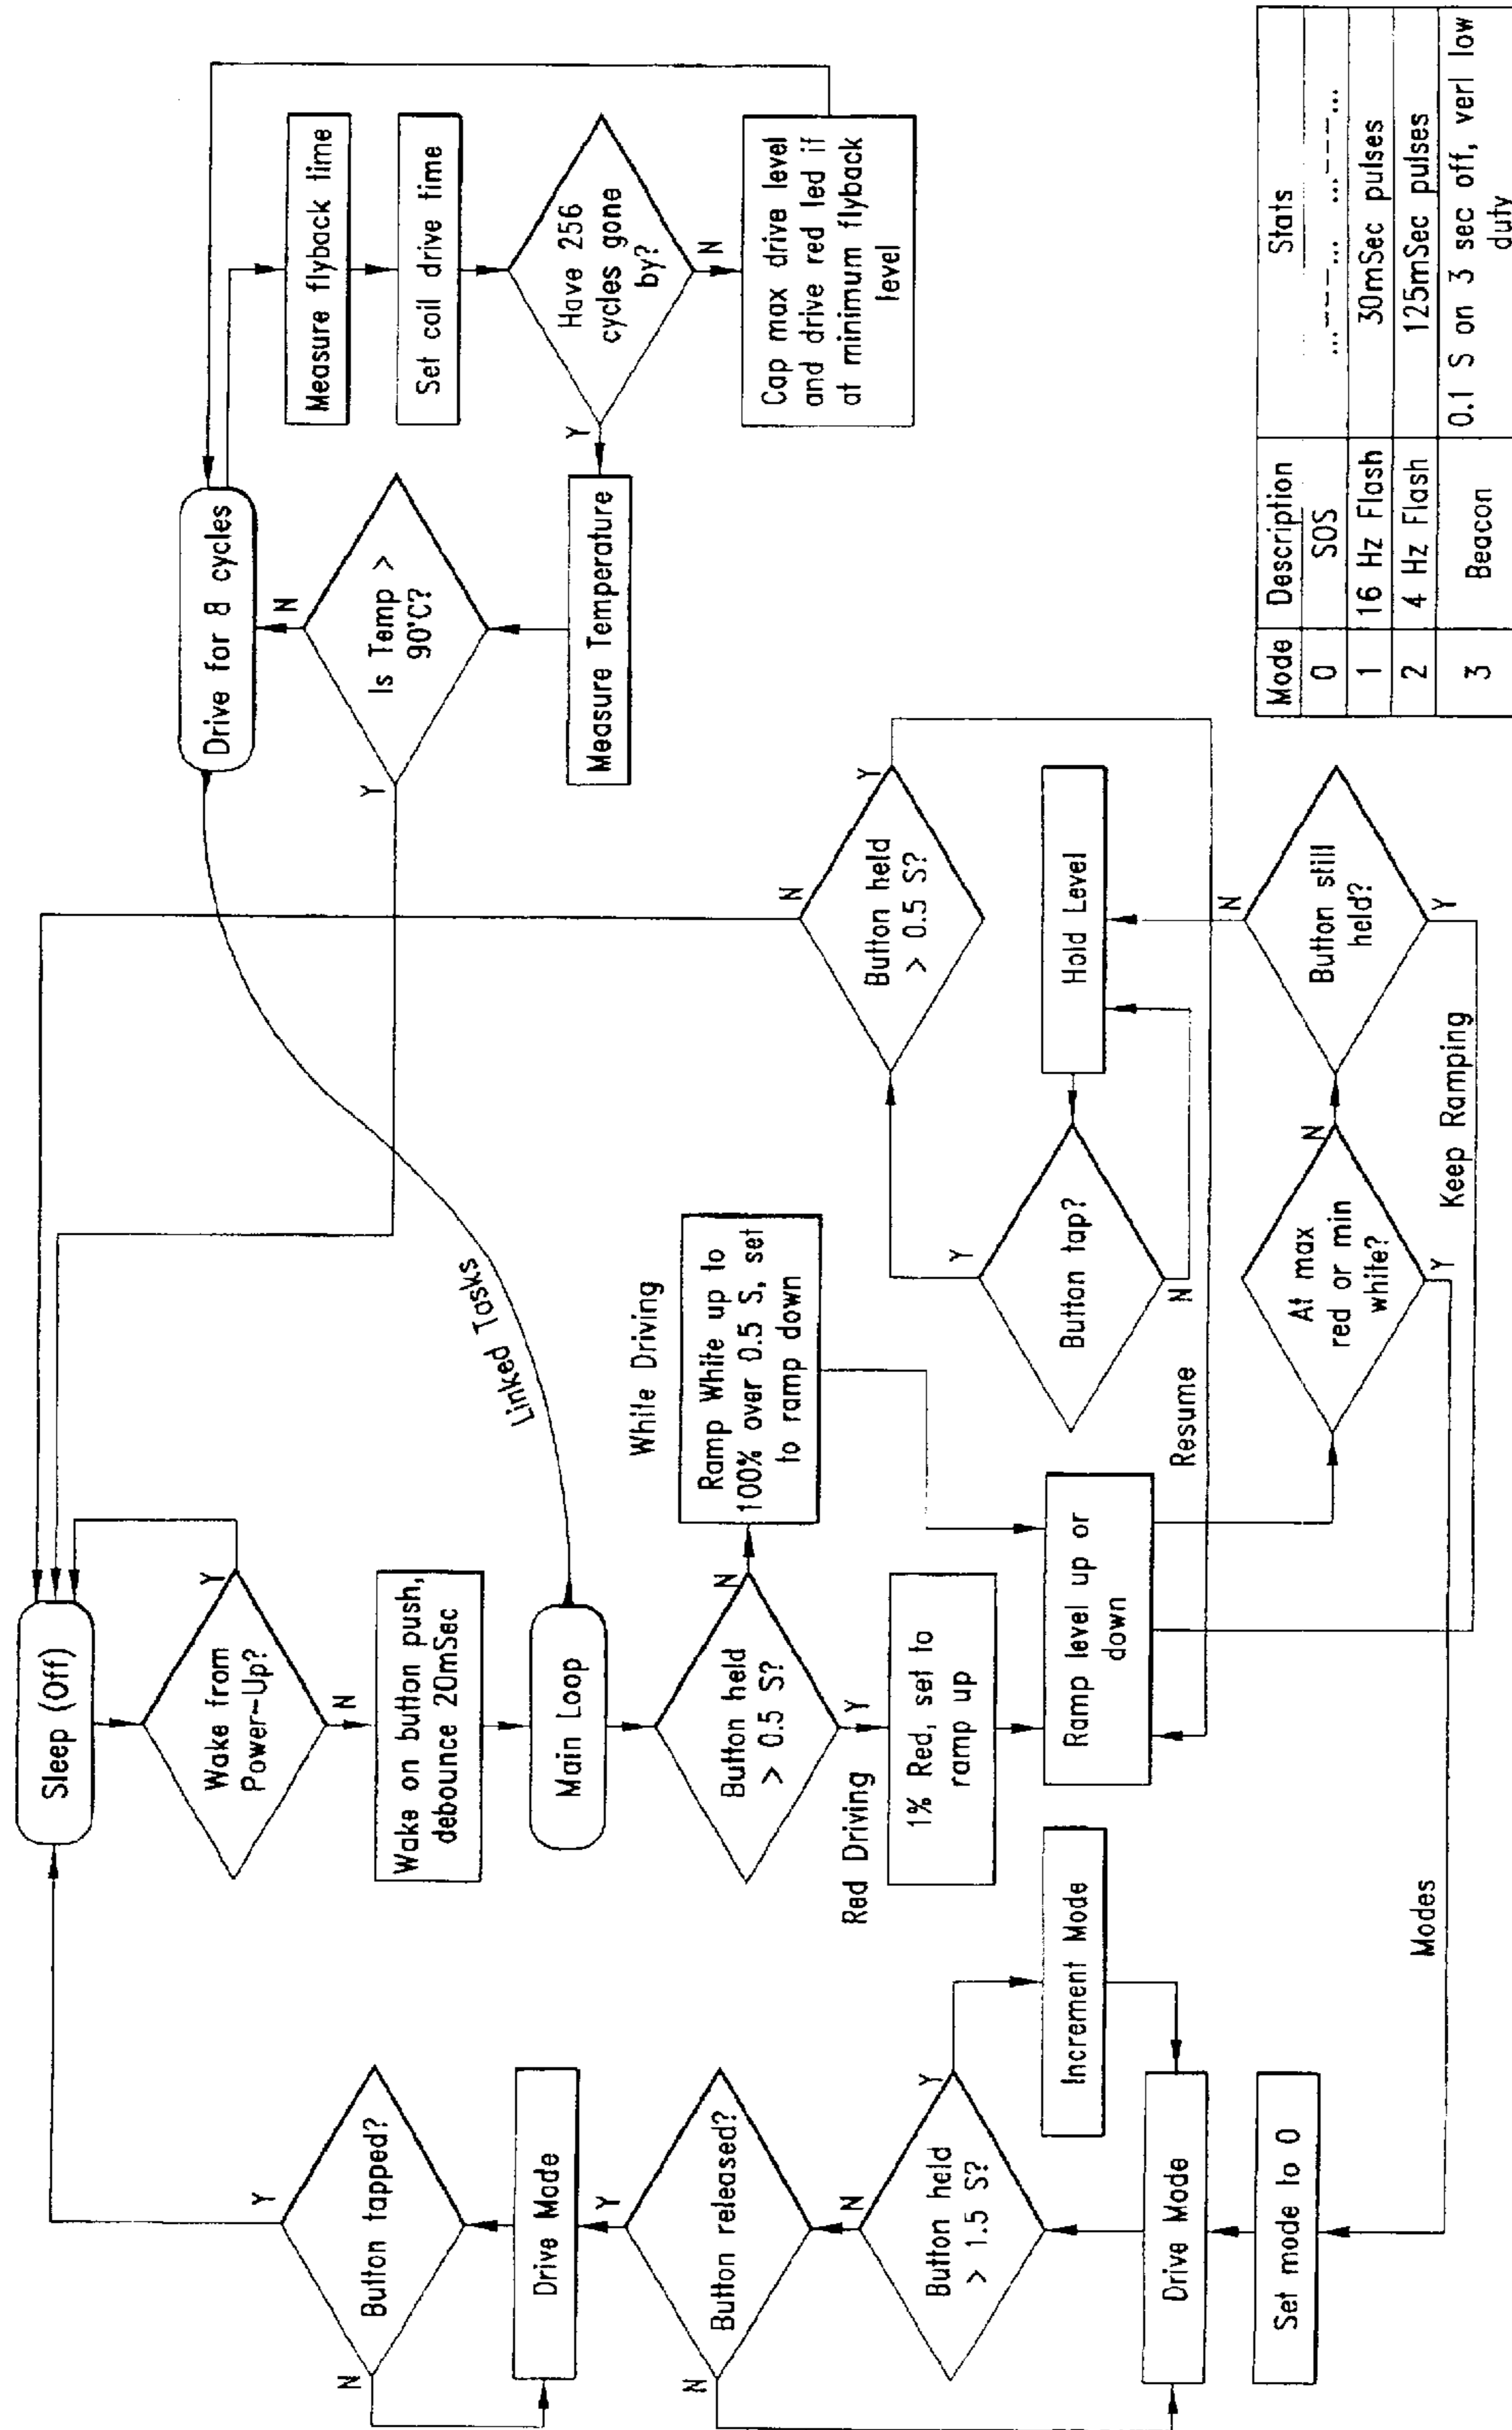 Sleep (Off)
Wake from
Power-Up?
Y
N
Wake on button push,
debounce 20mSec
Main Loop
Linked Tasks
Button held
> 0.5 S?
N
Y
Red Driving
1% Red, set to
ramp up
White Driving
Ramp White up to
100% over 0.5 S, set
to ramp down
Ramp level up or
down
Resume
At max
red or min
white?
N
Y
Button still
held?
N
Y
Keep Ramping
Hold Level
Button tap?
Y
N
Button held
> 0.5 S?
N
Y
Modes
Set mode to 0
Drive Mode
Button held
> 1.5 S?
Y
N
Increment Mode
Button released?
N
Y
Drive Mode
Button tapped?
N
Y
Drive for 8 cycles
Measure flyback time
Set coil drive time
Have 256
cycles gone
by?
Y
N
Cap max drive level
and drive red led if
at minimum flyback
level
Measure Temperature
Is Temp >
90°C?
N
Y
Mode Description Stats
0 SOS ...---... ...---...
1 16 Hz Flash 30mSec pulses
2 4 Hz Flash 125mSec pulses
3 Beacon 0.1 S on 3 sec off, verl low
duty